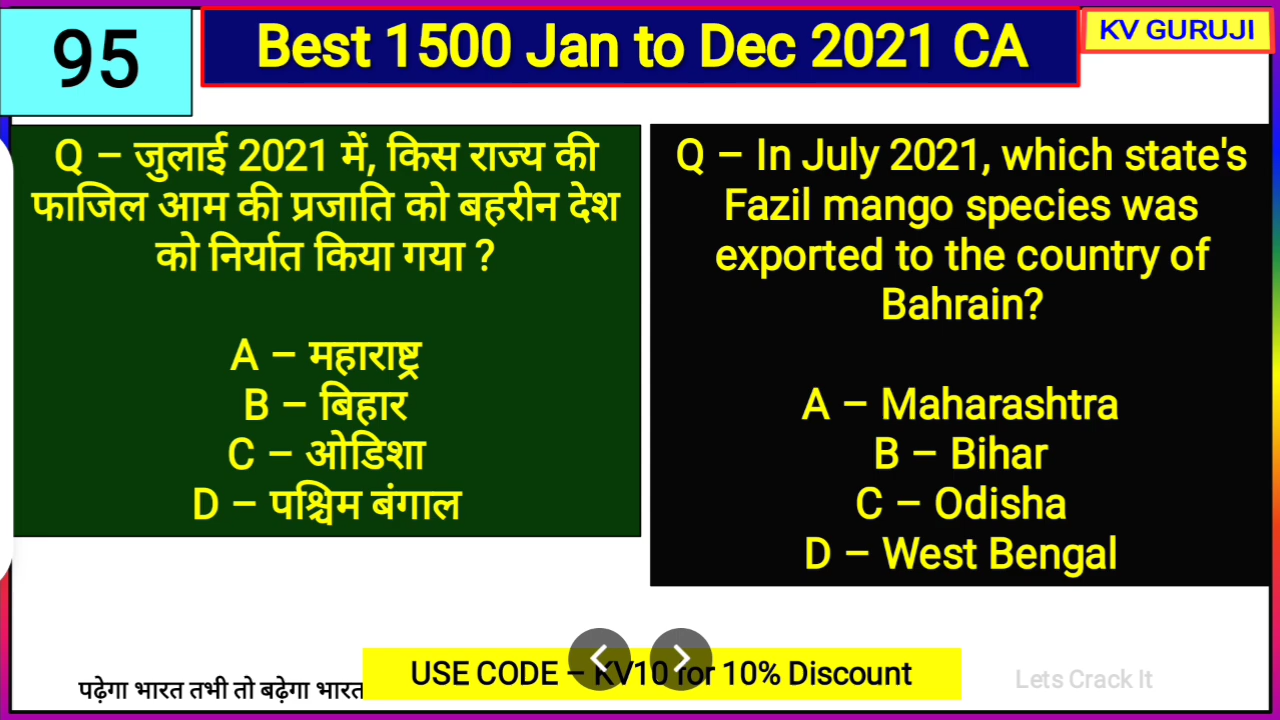 95
Best 1500 Jan to Dec 2021 CA
KV GURUJI
Q – जुलाई 2021 में, किस राज्य की
फाजिल आम की प्रजाति को बहरीन देश
को निर्यात किया गया ?
A – महाराष्ट्र
B – बिहार
C – ओडिशा
D – पश्चिम बंगाल
Q – In July 2021, which state's
Fazil mango species was
exported to the country of
Bahrain?
A – Maharashtra
B – Bihar
C – Odisha
D – West Bengal
पढ़ेगा भारत तभी तो बढ़ेगा भारत
USE CODE – KV10 for 10% Discount
Lets Crack It